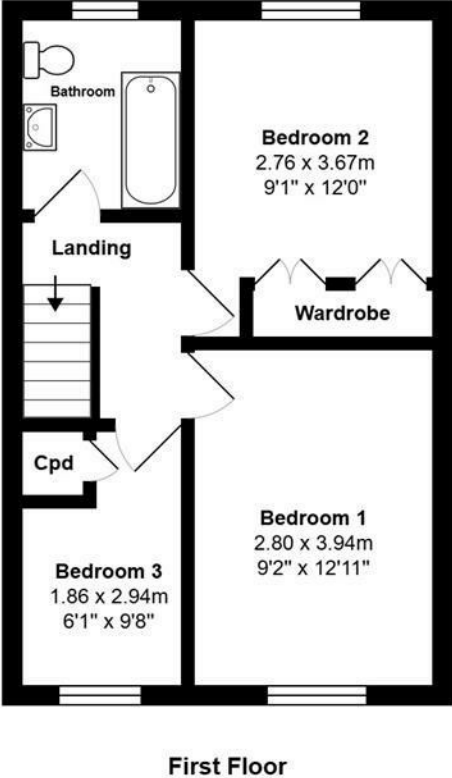 Bathroom
Bedroom 2
2.76 x 3.67m
9'1" x 12'0"
Landing
Wardrobe
Cpd
Bedroom 1
2.80 x 3.94m
9'2" x 12'11"
Bedroom 3
1.86 x 2.94m
6'1" x 9'8"
First Floor